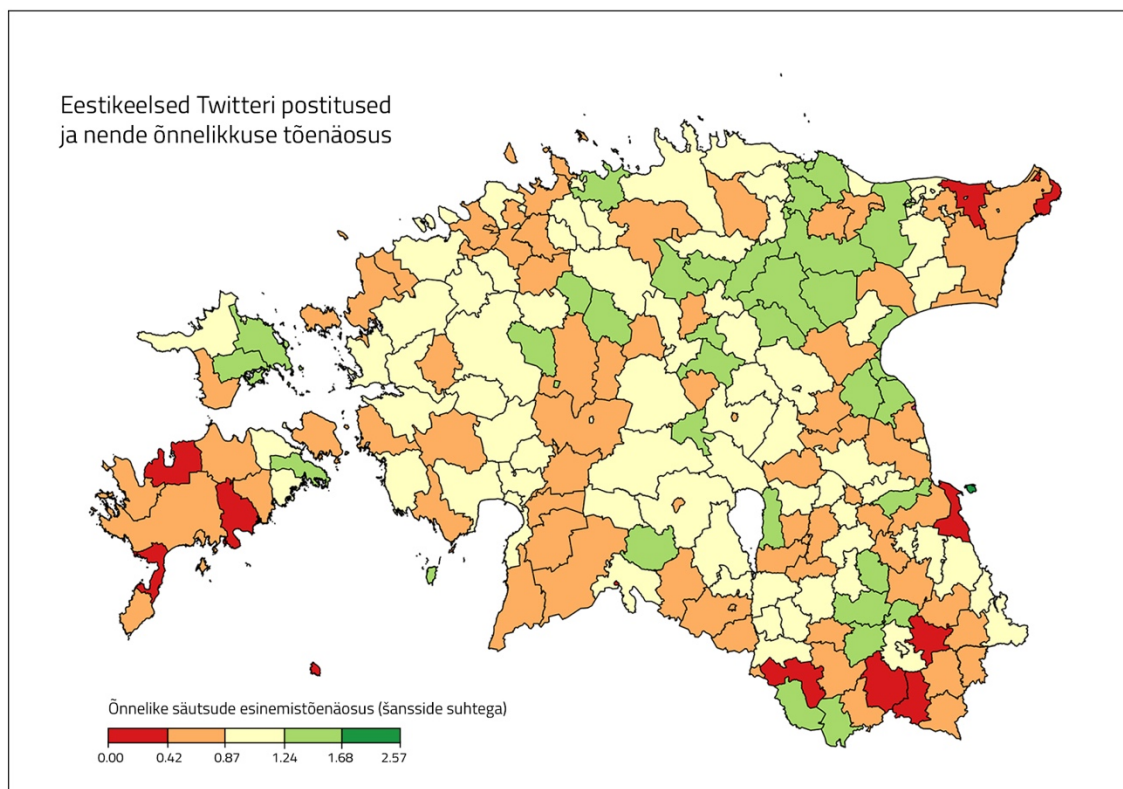 Eestikeelsed Twitteri postitused
ja nende õnnelikkuse tõenäosus
Õnnelike säutsude esinemistõenäosus (šansside suhtega)
0.00 0.42 0.87 1.24 1.68 2.57